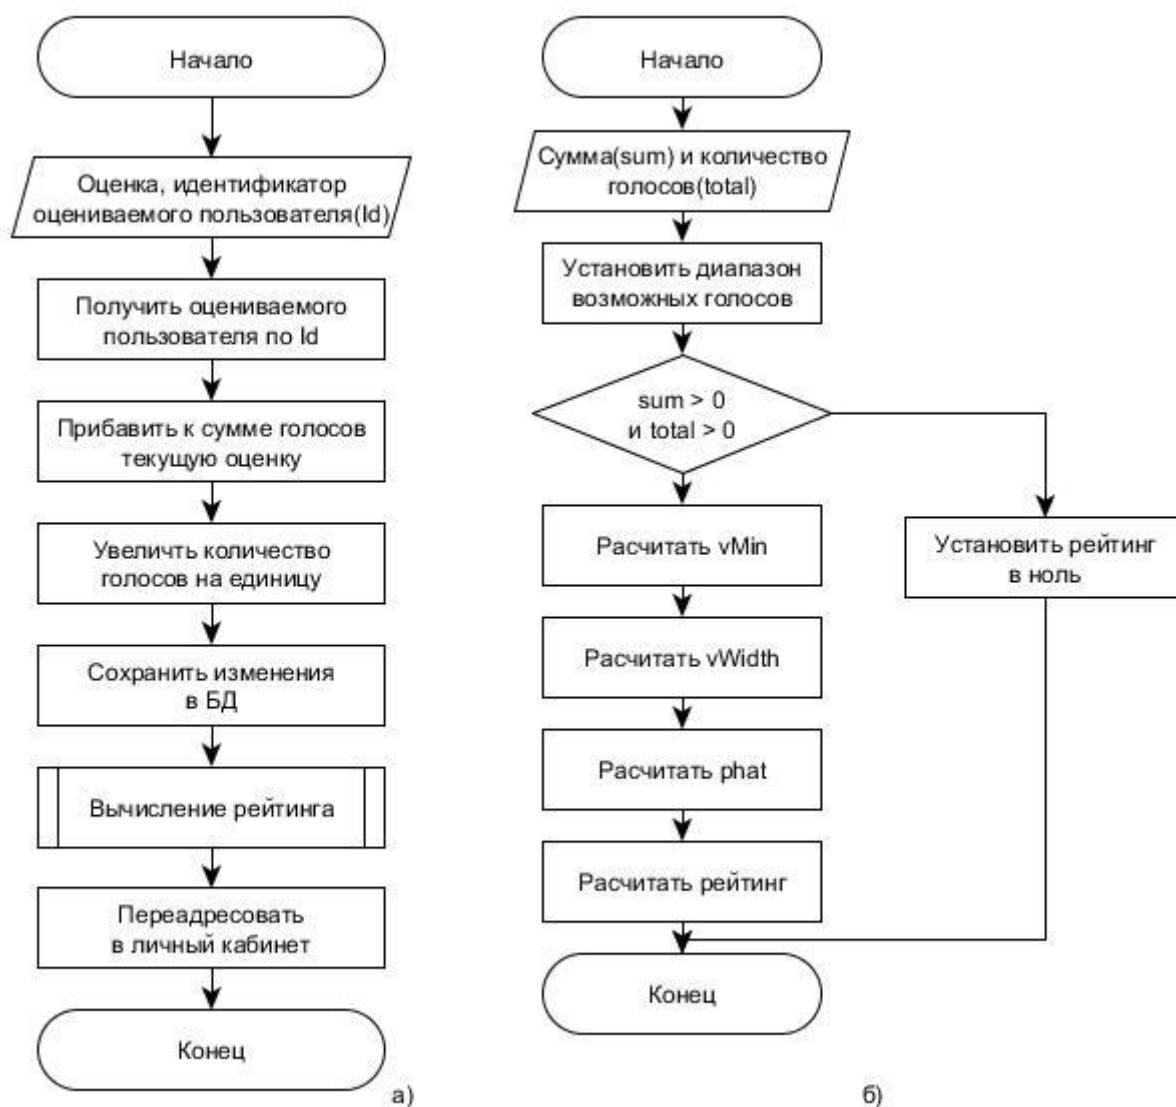 Начало
Оценка, идентификатор
оцениваемого пользователя(Id)
Получить оцениваемого
пользователя по Id
Прибавить к сумме голосов
текущую оценку
Увеличть количество
голосов на единицу
Сохранить изменения
в БД
Вычисление рейтинга
Переадресовать
в личный кабинет
Конец
а)
Начало
Сумма(sum) и количество
голосов(total)
Установить диапазон
возможных голосов
sum > 0
и total > 0
Расчитать vMin
Расчитать vWidth
Расчитать phat
Расчитать рейтинг
Установить рейтинг
в ноль
Конец
б)